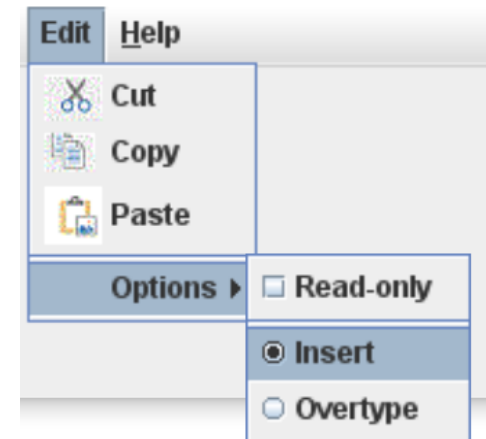 Edit Help
Cut
Copy
Paste
Options
Read-only
Insert
Overtype